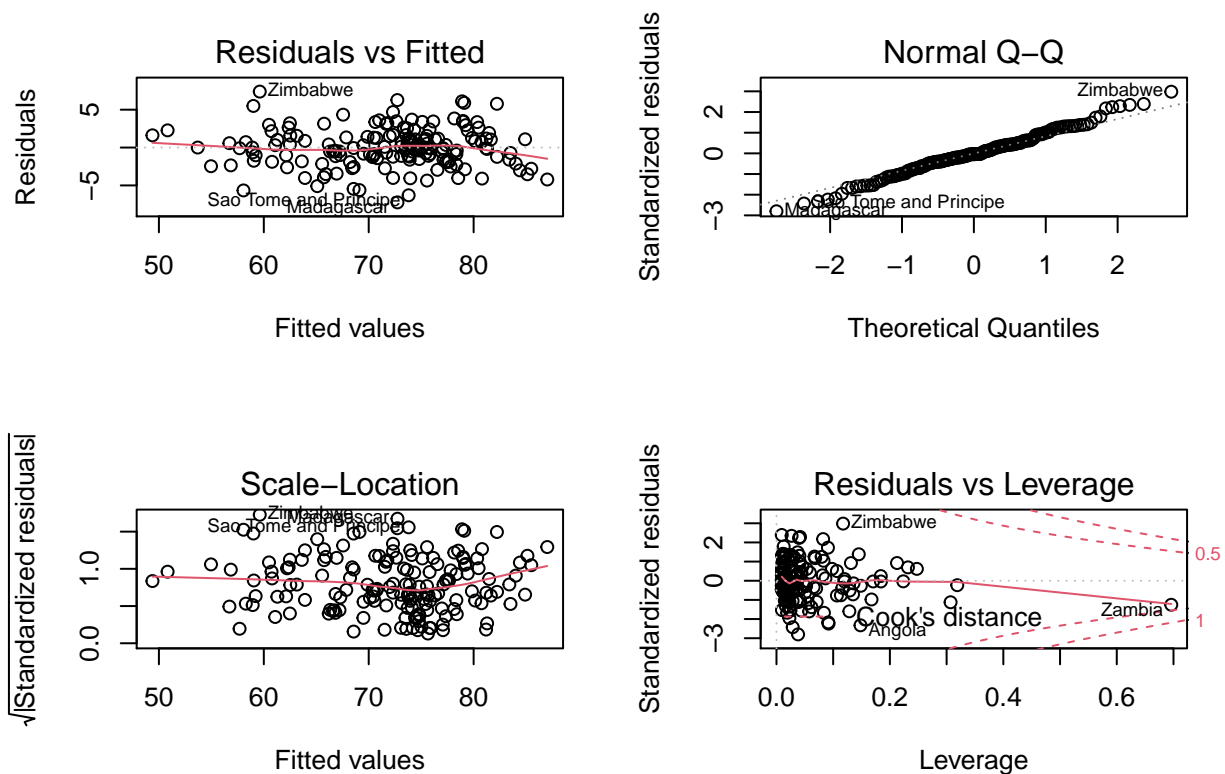 Residuals vs Fitted
Residuals
5
−5
Zimbabwe
Sao Tome and Principe
Madagascar
50 60 70 80
Fitted values
Normal Q−Q
Standardized residuals
2
0
−3
Zimbabwe
Sao Tome and Principe
Madagascar
−2 −1 0 1 2
Theoretical Quantiles
Scale−Location
√|Standardized residuals|
1.0
0.0
Zimbabwe
Madagascar
Sao Tome and Principe
50 60 70 80
Fitted values
Residuals vs Leverage
Standardized residuals
2
0
−3
Zimbabwe
0.5
Zambia
1
Cook's distance
Angola
0.0 0.2 0.4 0.6
Leverage